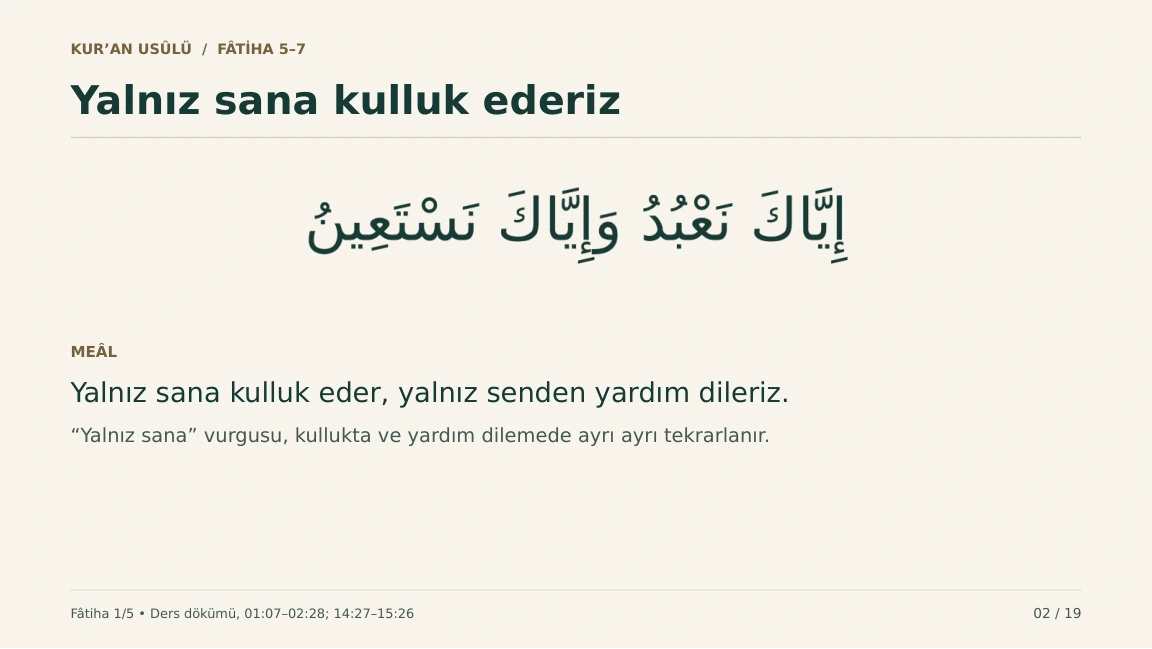 KUR’AN USÛLÜ / FÂTİHA 5–7
Yalnız sana kulluk ederiz
إِيَّاكَ نَعْبُدُ وَإِيَّاكَ نَسْتَعِينُ
MEÂL
Yalnız sana kulluk eder, yalnız senden yardım dileriz.
“Yalnız sana” vurgusu, kullukta ve yardım dilemede ayrı ayrı tekrarlanır.
Fâtiha 1/5 • Ders dökümü, 01:07–02:28; 14:27–15:26
02 / 19